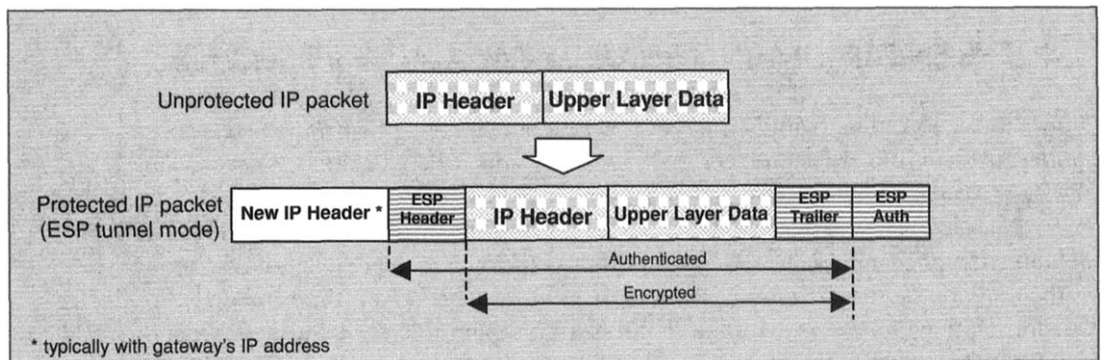 Unprotected IP packet
IP Header
Upper Layer Data
Protected IP packet
(ESP tunnel mode)
New IP Header *
ESP
Header
IP Header
Upper Layer Data
ESP
Trailer
ESP
Auth
Authenticated
Encrypted
* typically with gateway's IP address